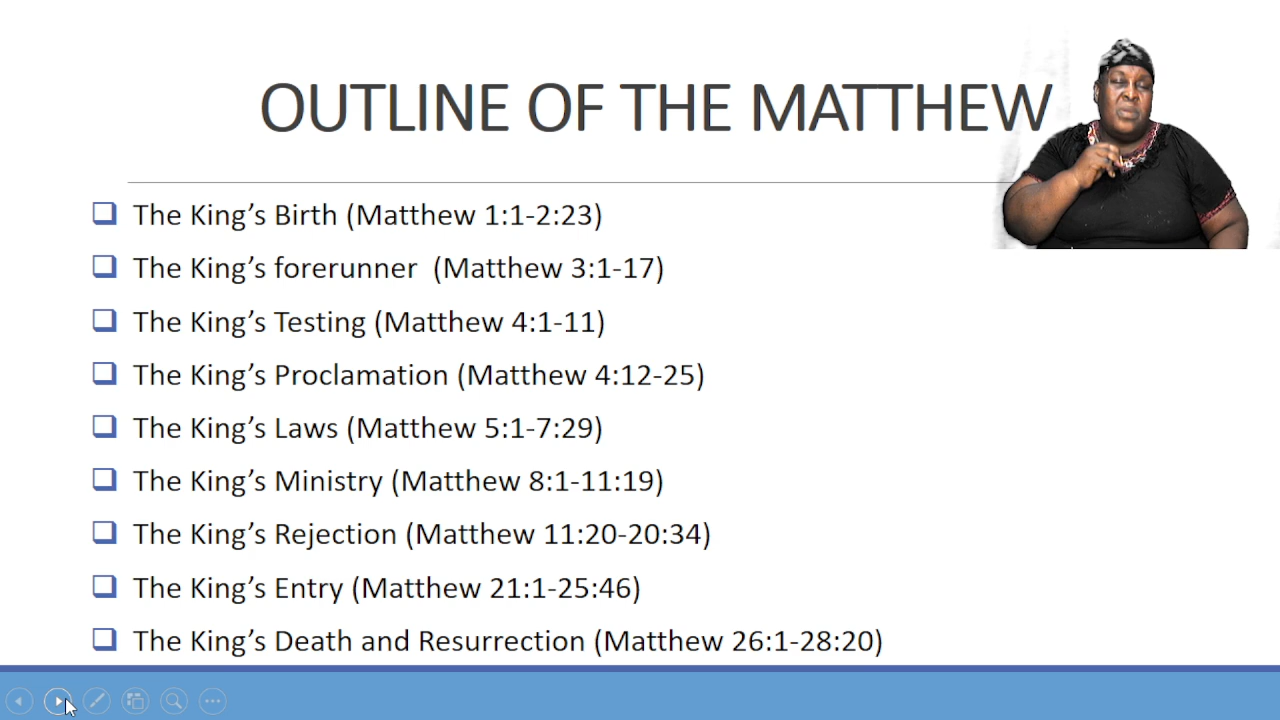 OUTLINE OF THE MATTHEW
The King’s Birth (Matthew 1:1-2:23)
The King’s forerunner (Matthew 3:1-17)
The King’s Testing (Matthew 4:1-11)
The King’s Proclamation (Matthew 4:12-25)
The King’s Laws (Matthew 5:1-7:29)
The King’s Ministry (Matthew 8:1-11:19)
The King’s Rejection (Matthew 11:20-20:34)
The King’s Entry (Matthew 21:1-25:46)
The King’s Death and Resurrection (Matthew 26:1-28:20)